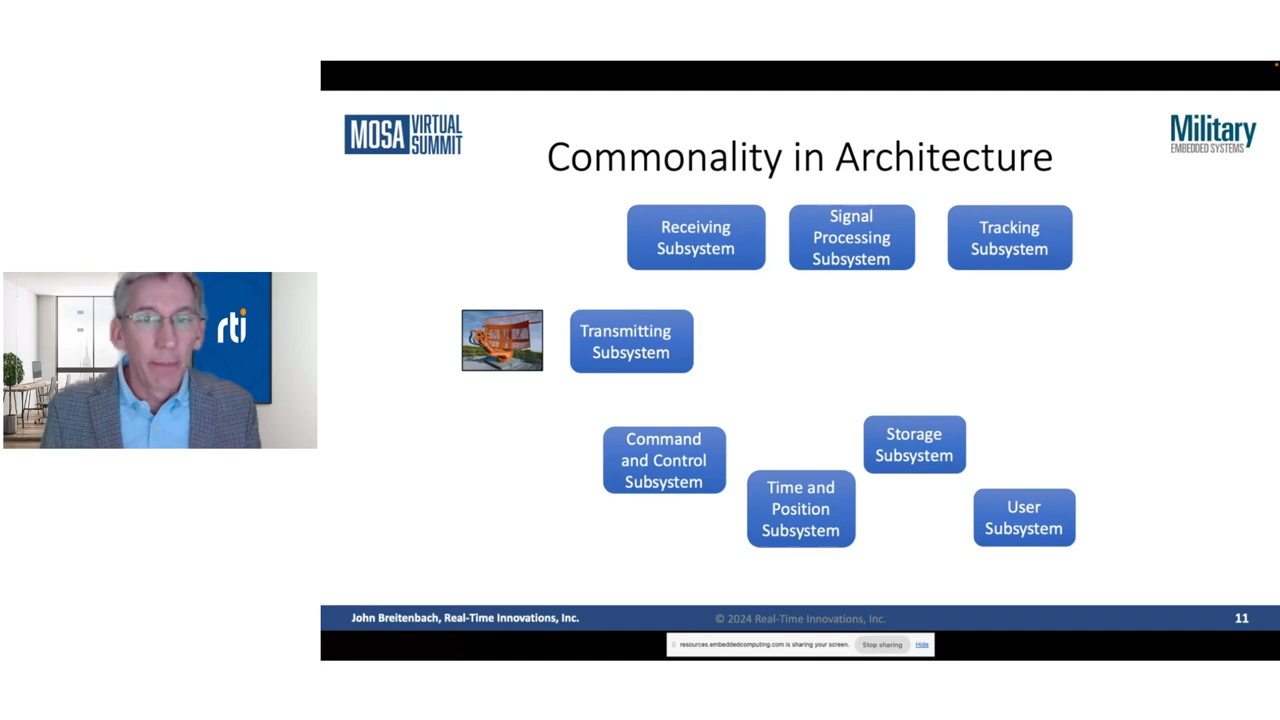 MOSA VIRTUAL SUMMIT
Military
EMBEDDED SYSTEMS
Commonality in Architecture
Receiving
Subsystem
Signal
Processing
Subsystem
Tracking
Subsystem
rti
Transmitting
Subsystem
Command
and Control
Subsystem
Storage
Subsystem
Time and
Position
Subsystem
User
Subsystem
John Breitenbach, Real-Time Innovations, Inc.
© 2024 Real-Time Innovations, Inc.
11
resources.embeddedcomputing.com is sharing your screen.
Stop sharing
Hide